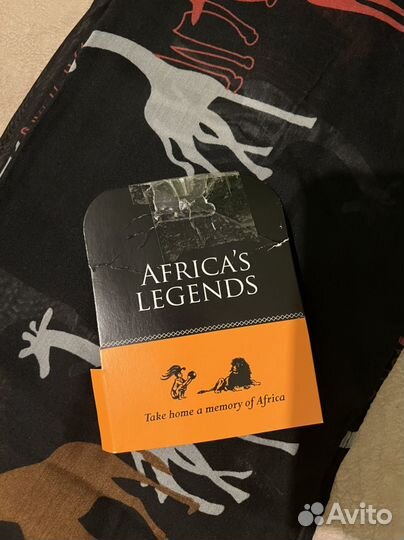 AFRICA'S
LEGENDS
Take home a memory of Africa
Avito